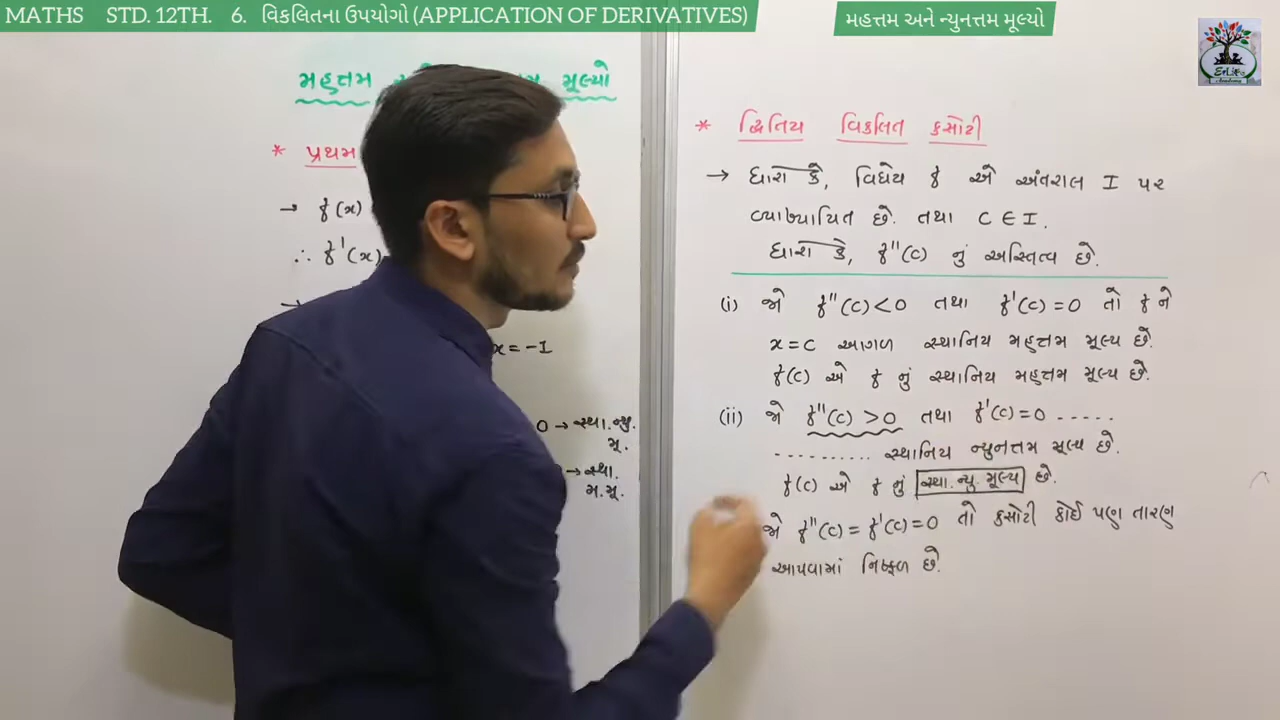 MATHS STD. 12TH. 6. વિકલિતના ઉપયોગો (APPLICATION OF DERIVATIVES)
મહત્તમ અને ન્યુનત્તમ મૂલ્યો
મહત્તમ મૂલ્યો
* પ્રથમ
→ f(x)
∴ f'(x)
x = -1
0 → સ્થા. ન્યુ.
મૂ.
→ સ્થા.
મ. મૂ.
* દ્વિતિય વિકલિત કસોટી
→ ધારો કે, વિધેય f એ અંતરાલ I પર
વ્યાખ્યાયિત છે. તથા C ∈ I.
ધારો કે, f''(c) નું અસ્તિત્વ છે.
(i) જો f''(c) < 0 તથા f'(c) = 0 તો f ને
x = c આગળ સ્થાનિય મહત્તમ મૂલ્ય છે.
f(c) એ f નું સ્થાનિય મહત્તમ મૂલ્ય છે.
(ii) જો f''(c) > 0 તથા f'(c) = 0 ......
.......... સ્થાનિય ન્યુનત્તમ મૂલ્ય છે.
f(c) એ f નું સ્થા. ન્યુ. મૂલ્ય છે.
જો f''(c) = f'(c) = 0 તો કસોટી કોઈ પણ તારણ
આપવામાં નિષ્ફળ છે.